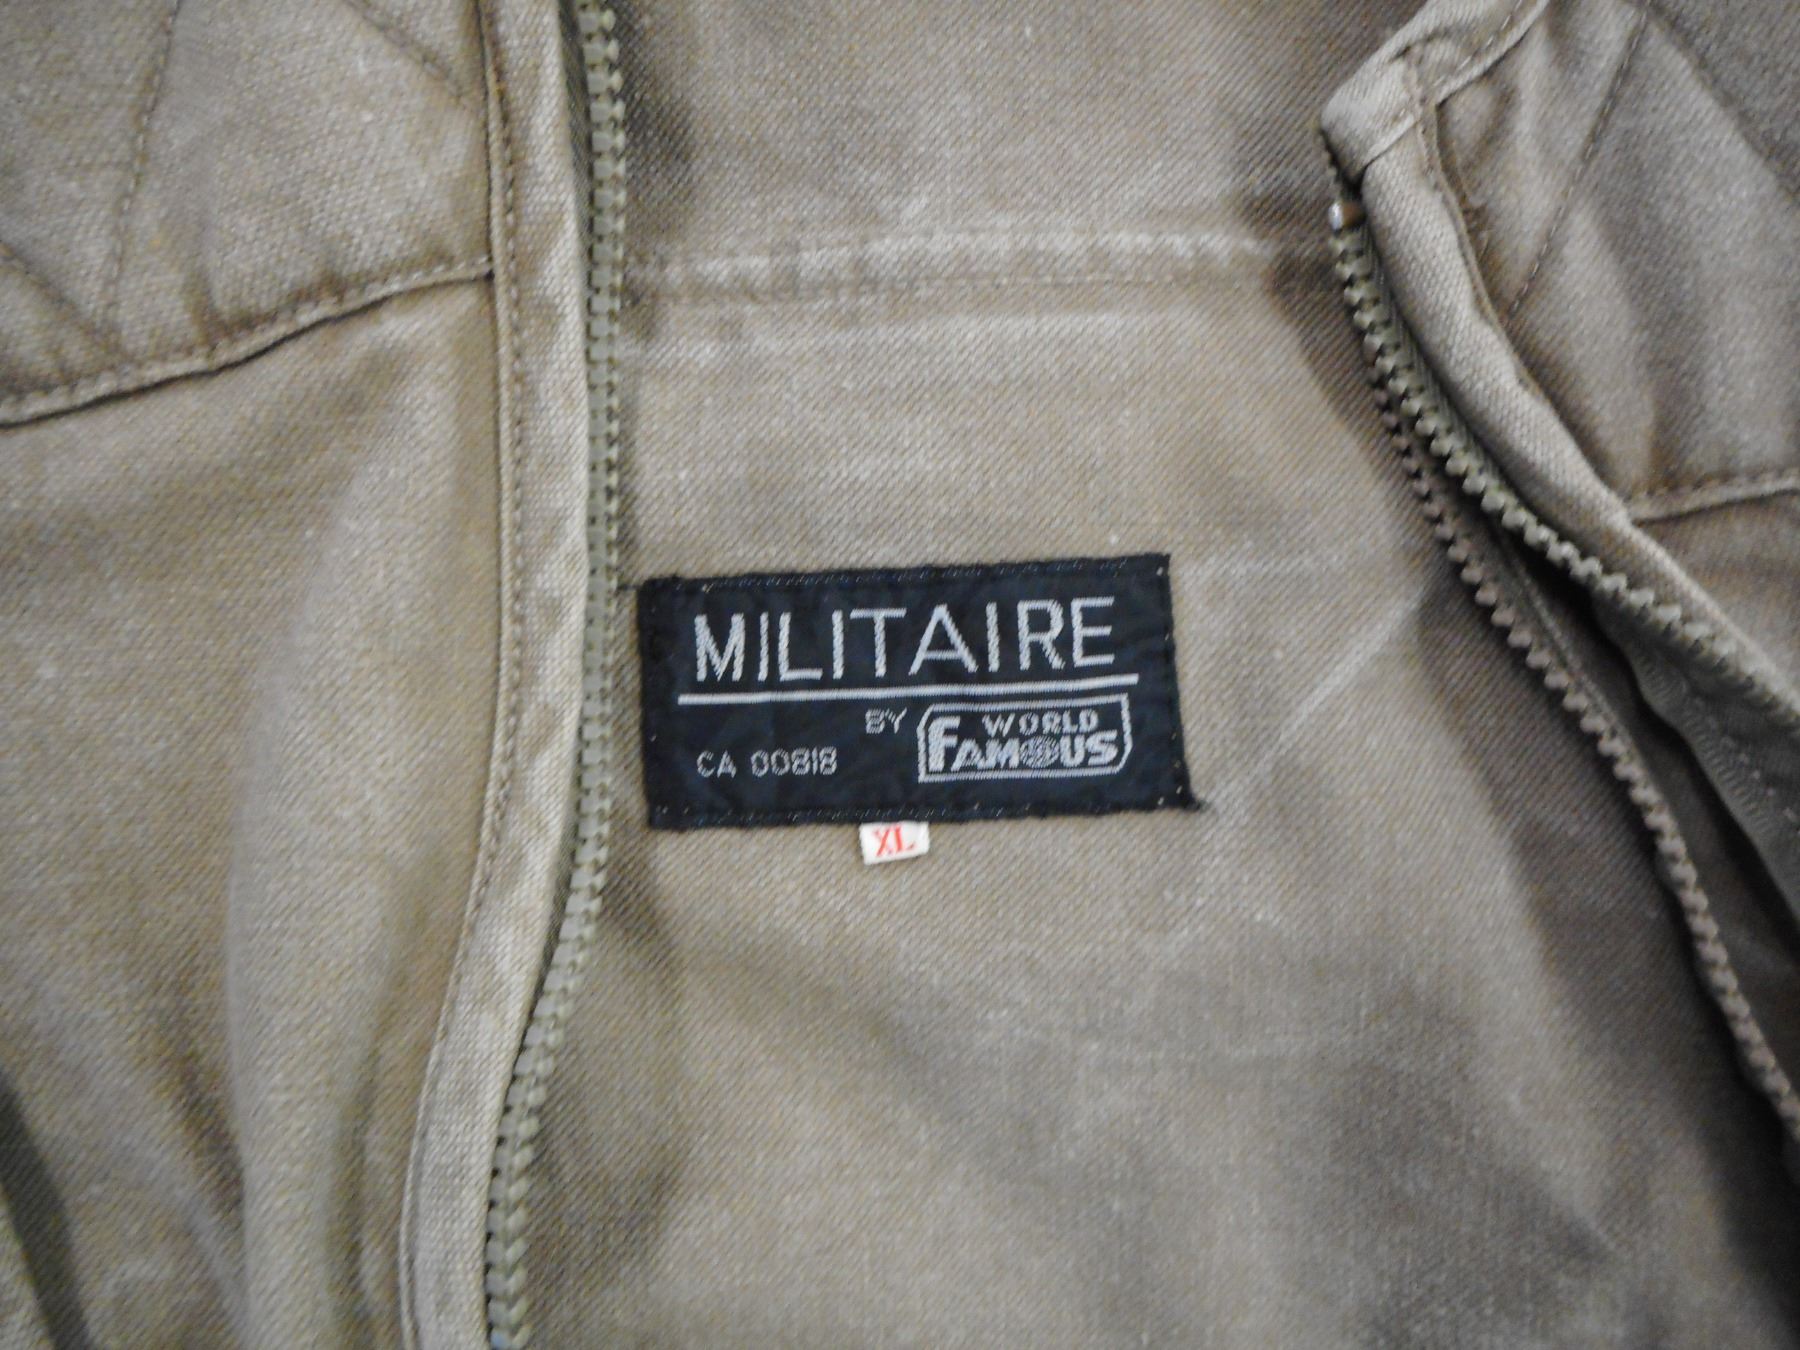 MILITAIRE
BY WORLD
FAMOUS
CA 00818
XL